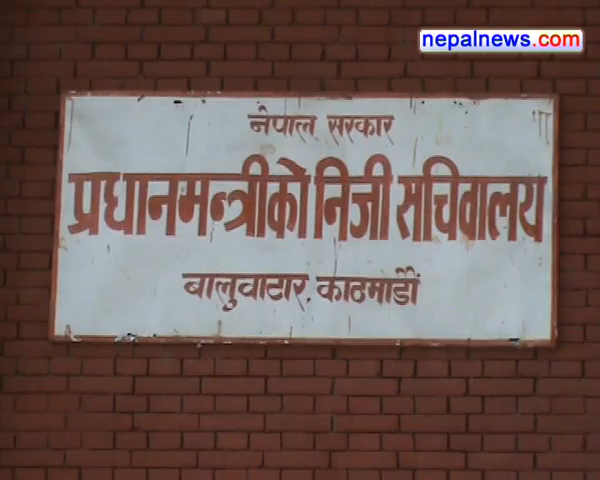 nepalnews.com
नेपाल सरकार
प्रधानमन्त्रीको निजी सचिवालय
बालुवाटार, काठमाडौं